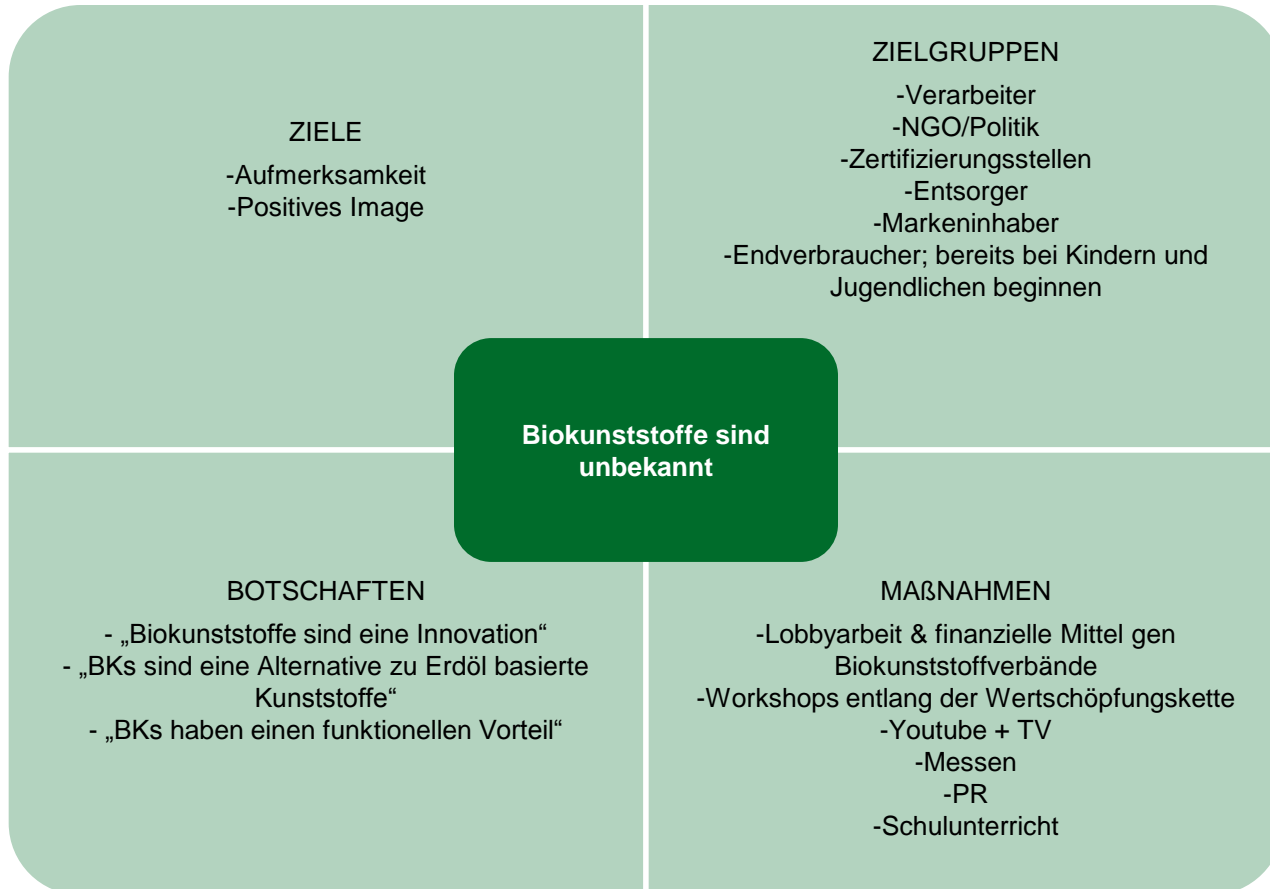 ZIELE
-Aufmerksamkeit
-Positives Image
ZIELGRUPPEN
-Verarbeiter
-NGO/Politik
-Zertifizierungsstellen
-Entsorger
-Markeninhaber
-Endverbraucher; bereits bei Kindern und
Jugendlichen beginnen
Biokunststoffe sind
unbekannt
BOTSCHAFTEN
- „Biokunststoffe sind eine Innovation“
- „BKs sind eine Alternative zu Erdöl basierte
Kunststoffe“
- „BKs haben einen funktionellen Vorteil“
MAßNAHMEN
-Lobbyarbeit & finanzielle Mittel gen
Biokunststoffverbände
-Workshops entlang der Wertschöpfungskette
-Youtube + TV
-Messen
-PR
-Schulunterricht